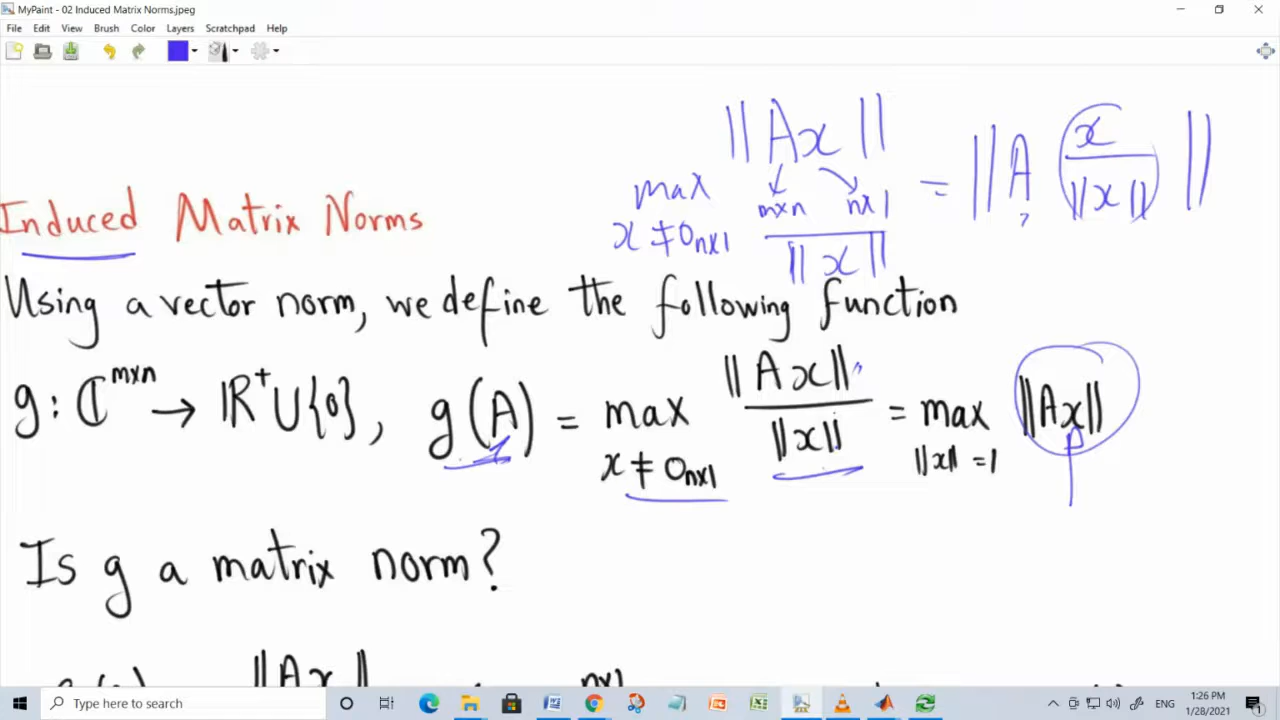 MyPaint - 02 Induced Matrix Norms.jpeg
File Edit View Brush Color Layers Scratchpad Help
max x ≠ 0nx1 ||Ax|| mxn nx1 / ||x|| = ||A x/||x|| ||
Induced Matrix Norms
Using a vector norm, we define the following function
g: ℂ^mxn → ℝ⁺ U{0}, g(A) = max x ≠ 0nx1 ||Ax|| / ||x|| = max ||x|| = 1 ||Ax||
Is g a matrix norm?
||Ax|| nx1
Type here to search
ENG
1:26 PM
1/28/2021